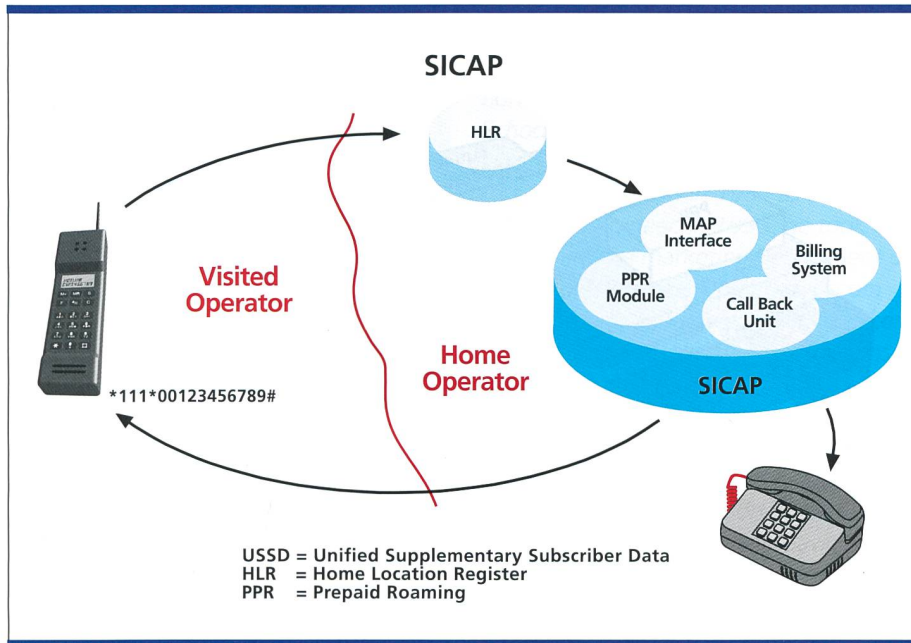 SICAP
HLR
MAP
Interface
PPR
Module
Billing
System
Call Back
Unit
SICAP
Visited
Operator
Home
Operator
*111*00123456789#
USSD = Unified Supplementary Subscriber Data
HLR = Home Location Register
PPR = Prepaid Roaming